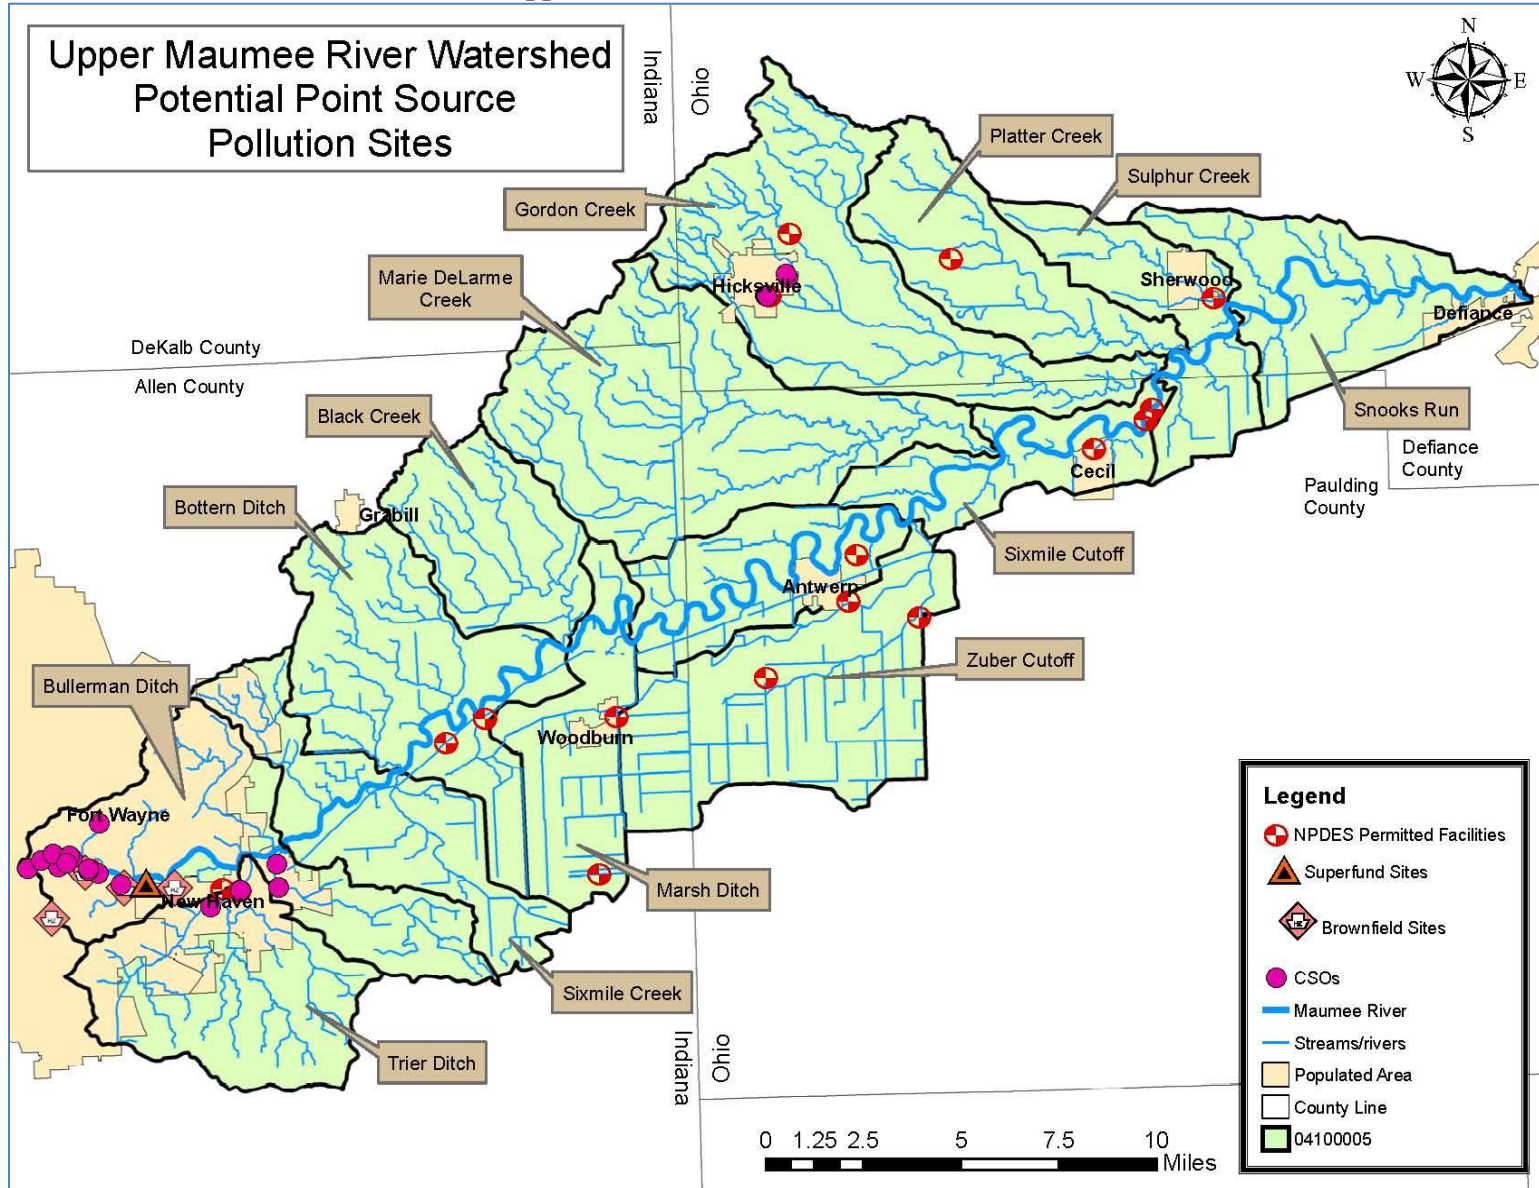 Upper Maumee River Watershed
Potential Point Source
Pollution Sites
Indiana
Ohio
N
W
E
S
Platter Creek
Sulphur Creek
Gordon Creek
Marie DeLarme
Creek
Hicksville
Sherwood
Defiance
DeKalb County
Allen County
Black Creek
Snooks Run
Defiance
County
Paulding
County
Cecil
Bottern Ditch
Grabill
Sixmile Cutoff
Antwerp
Zuber Cutoff
Bullerman Ditch
Woodburn
Fort Wayne
New Haven
Marsh Ditch
Sixmile Creek
Trier Ditch
Indiana
Ohio
0 1.25 2.5 5 7.5 10
Miles
Legend
NPDES Permitted Facilities
Superfund Sites
HZ
Brownfield Sites
CSOs
Maumee River
Streams/rivers
Populated Area
County Line
04100005